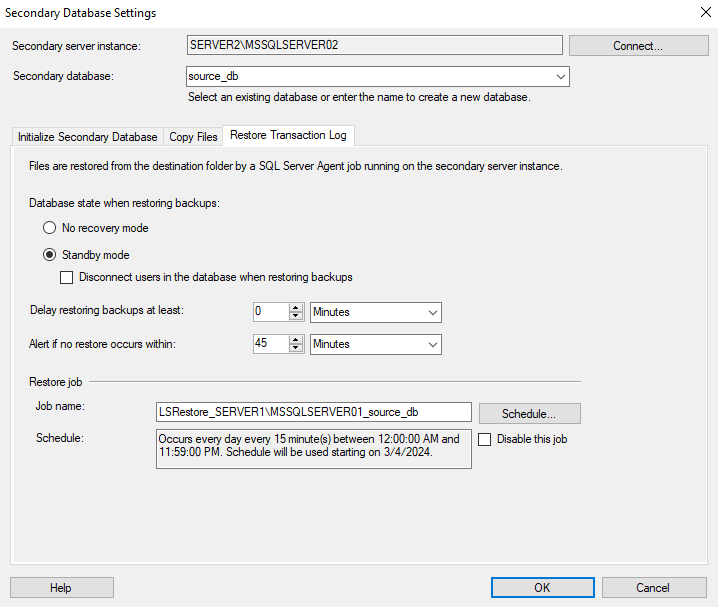 Secondary Database Settings
Secondary server instance:
SERVER2\MSSQLSERVER02
Connect...
Secondary database:
source_db
Select an existing database or enter the name to create a new database.
Initialize Secondary Database
Copy Files
Restore Transaction Log
Files are restored from the destination folder by a SQL Server Agent job running on the secondary server instance.
Database state when restoring backups:
No recovery mode
Standby mode
Disconnect users in the database when restoring backups
Delay restoring backups at least:
0
Minutes
Alert if no restore occurs within:
45
Minutes
Restore job
Job name:
LSRestore_SERVER1\MSSQLSERVER01_source_db
Schedule...
Schedule:
Occurs every day every 15 minute(s) between 12:00:00 AM and
11:59:00 PM. Schedule will be used starting on 3/4/2024.
Disable this job
Help
OK
Cancel